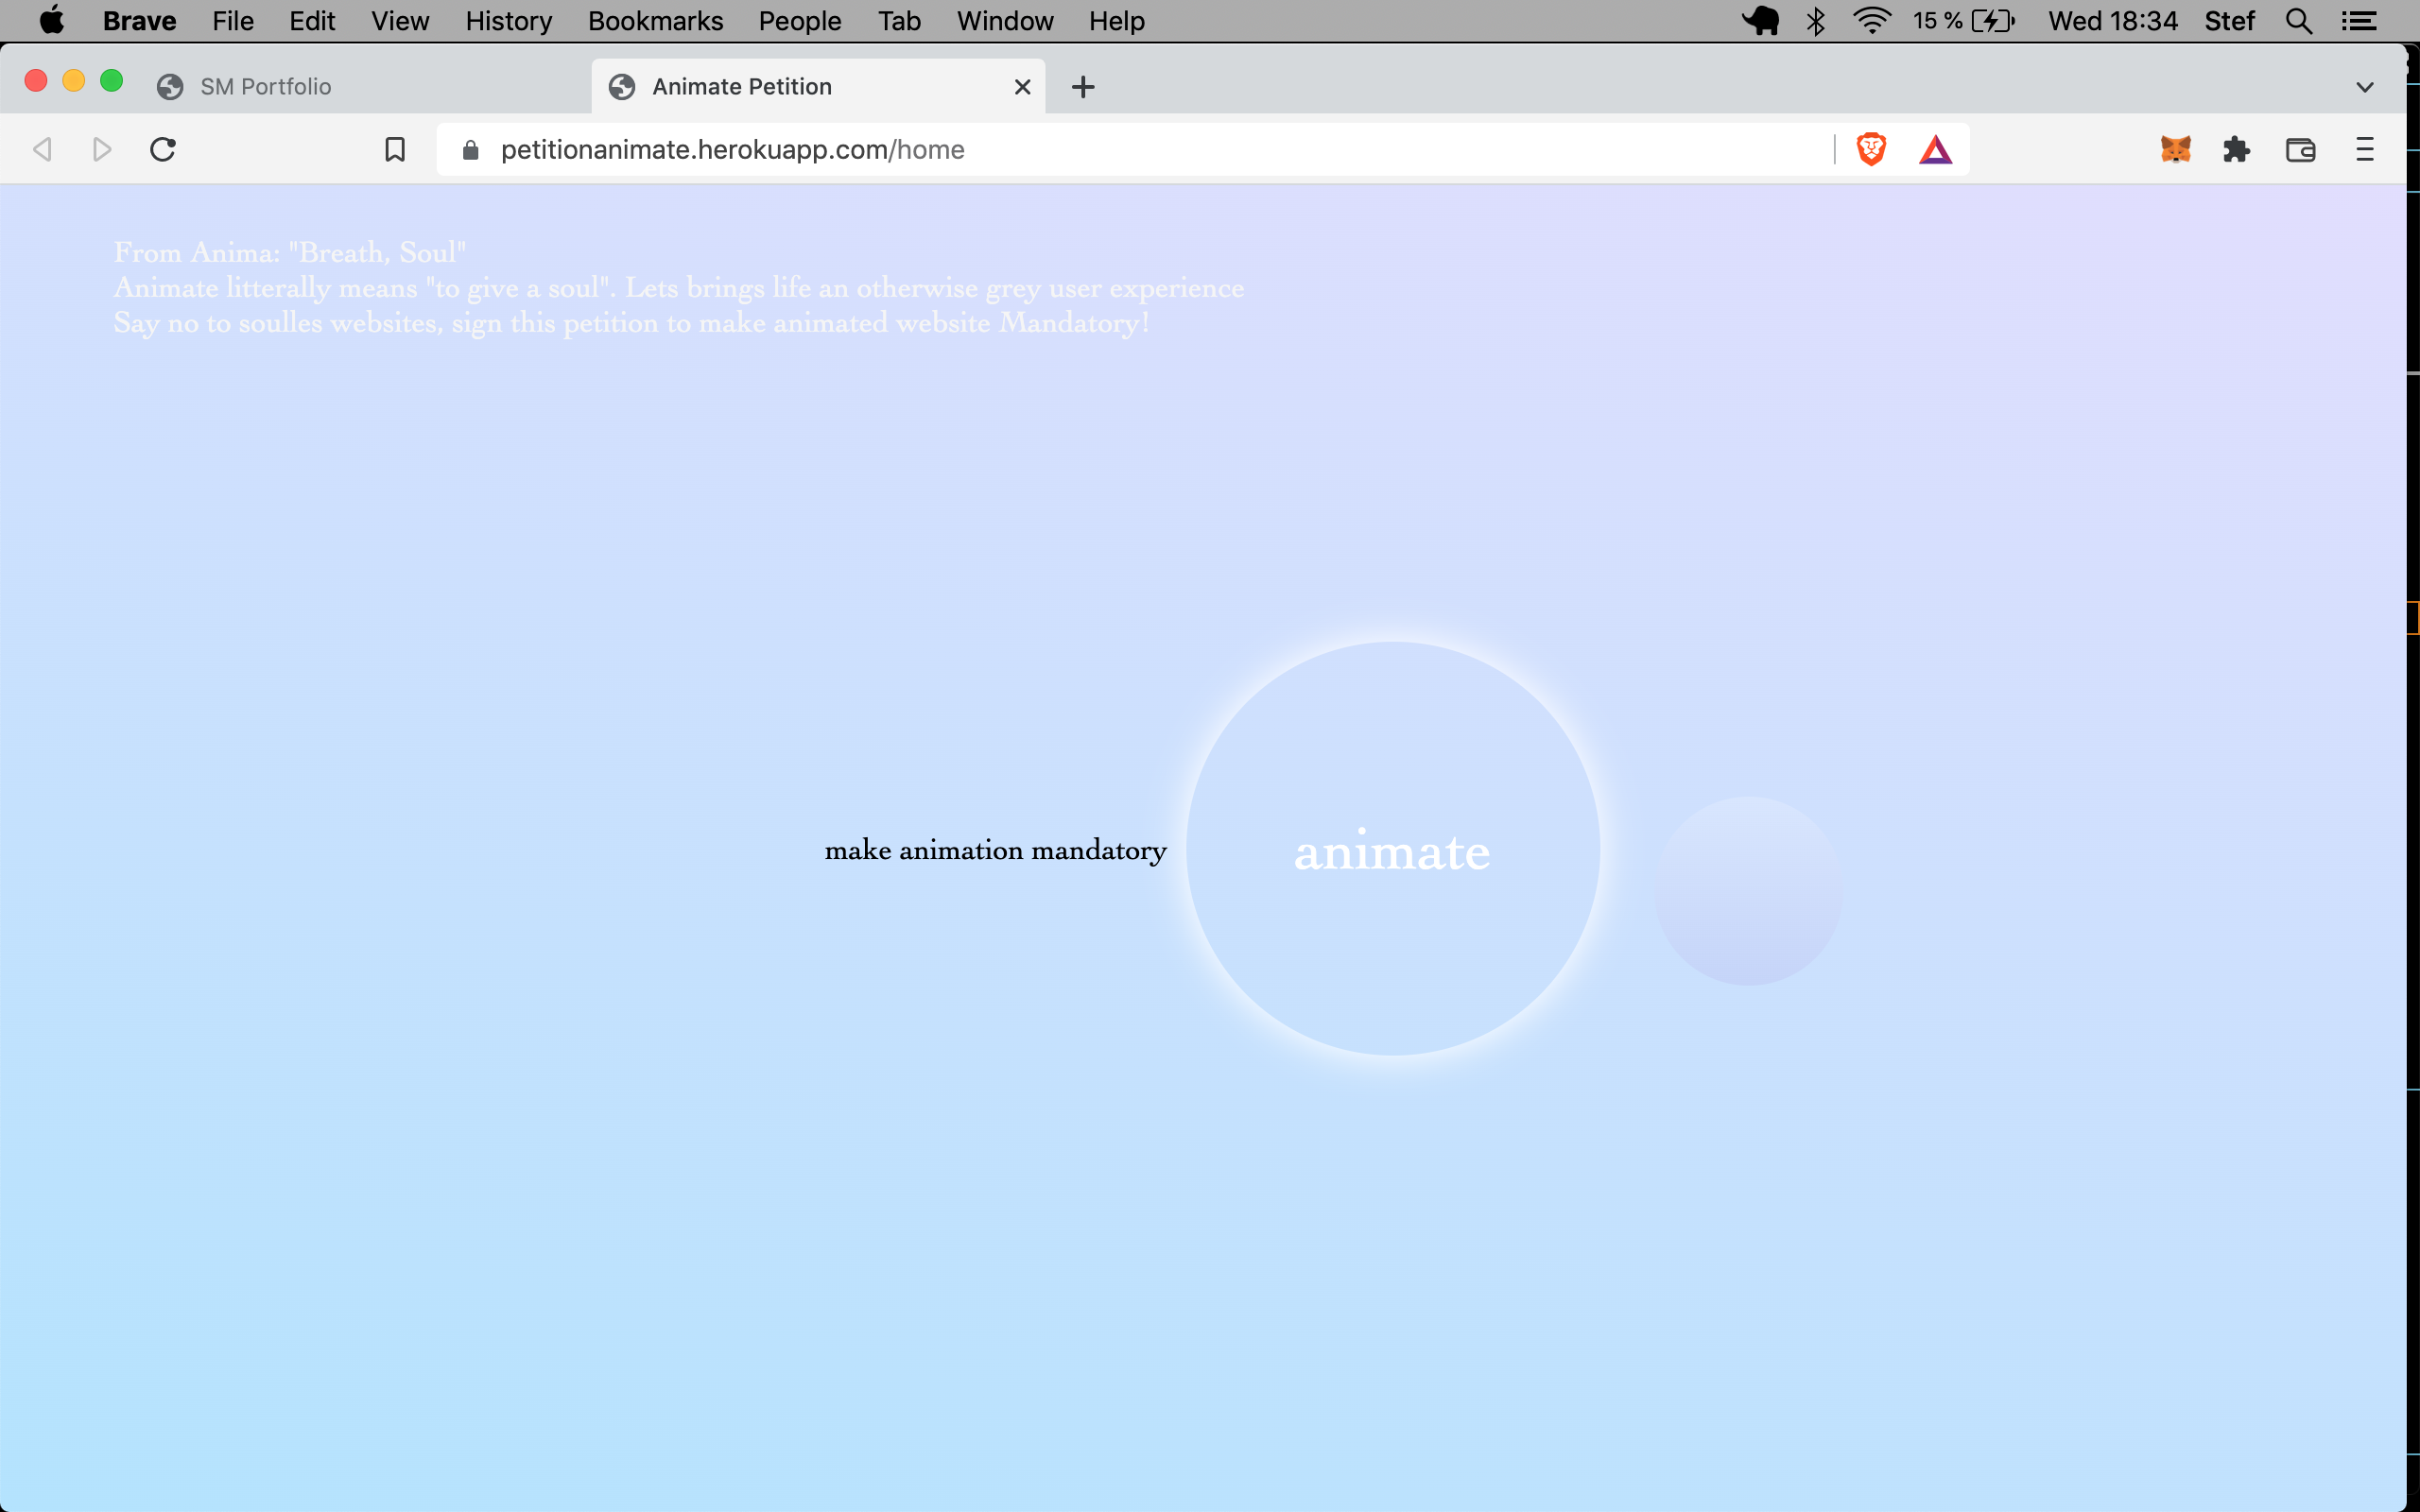 Brave File Edit View History Bookmarks People Tab Window Help 15 % Wed 18:34 Stef
SM Portfolio Animate Petition
petitionanimate.herokuapp.com/home
From Anima: "Breath, Soul"
Animate litterally means "to give a soul". Lets brings life an otherwise grey user experience
Say no to soulles websites, sign this petition to make animated website Mandatory!
make animation mandatory animate